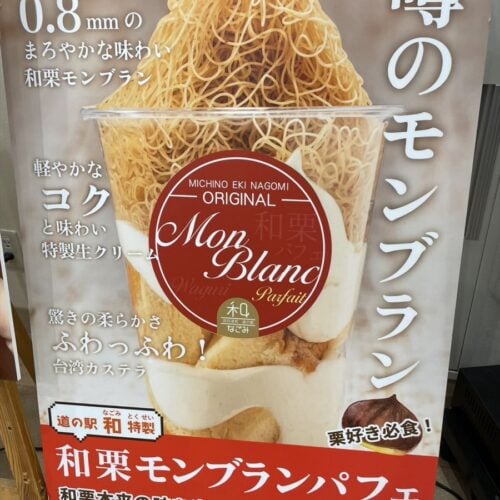 0.8mmの
まろやかな味わい
和栗モンブラン
噂のモンブラン
軽やかな
コク
と味わい
特製生クリーム
MICHINO EKI NAGOMI
ORIGINAL
和栗
パフェ
Mon
Blanc
Waguri
Parfait
和
なごみ
驚きの柔らかさ
ふわっふわ！
台湾カステラ
栗好き必食！
なごみ とくせい
道の駅 和 特製
和栗モンブランパフェ